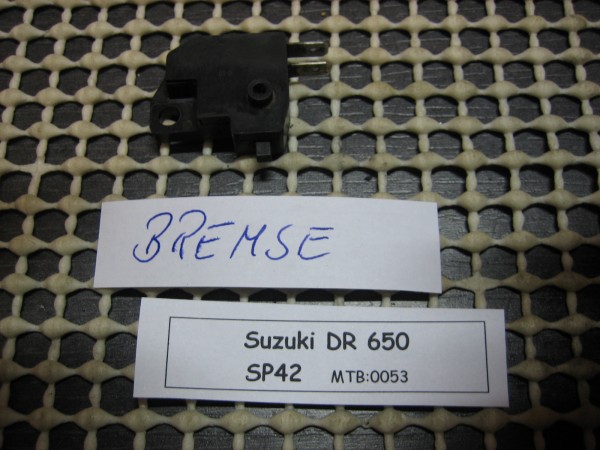 BREMSE
Suzuki DR 650
SP42 MTB:0053